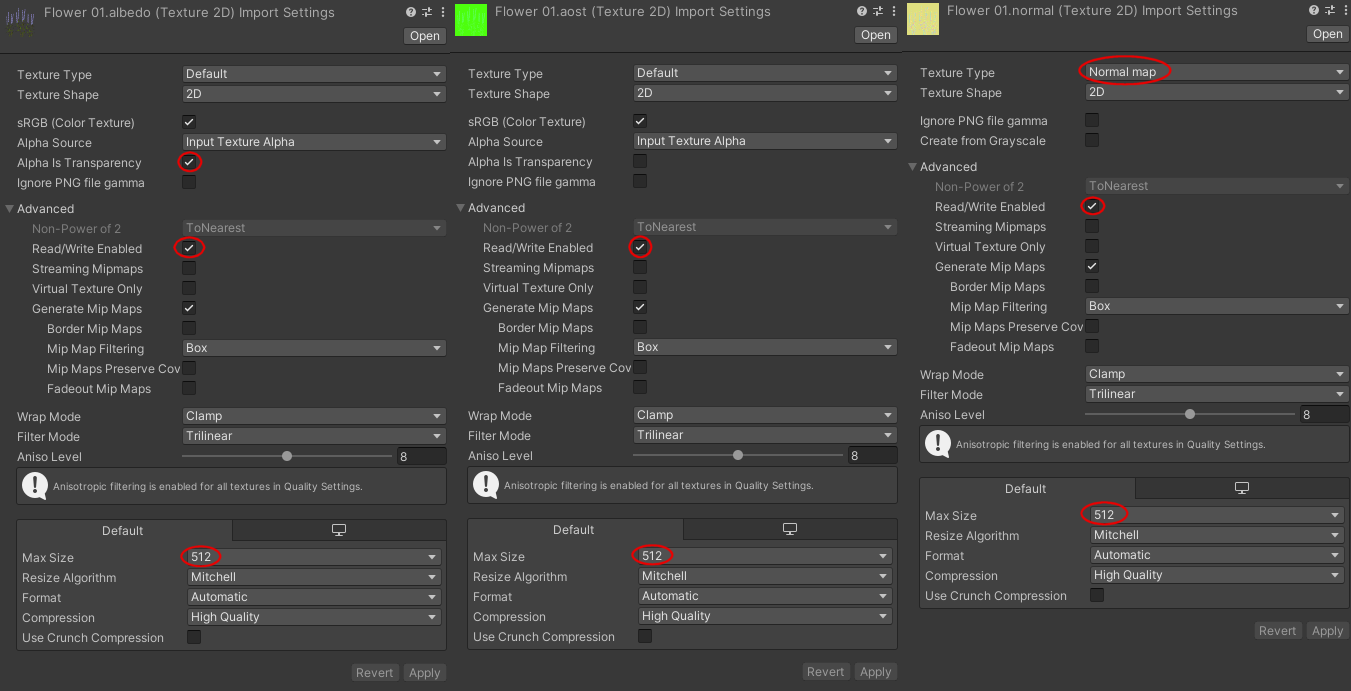 Flower 01.albedo (Texture 2D) Import Settings
Open
Texture Type Default
Texture Shape 2D
sRGB (Color Texture)
Alpha Source Input Texture Alpha
Alpha Is Transparency
Ignore PNG file gamma
Advanced
Non-Power of 2 ToNearest
Read/Write Enabled
Streaming Mipmaps
Virtual Texture Only
Generate Mip Maps
Border Mip Maps
Mip Map Filtering Box
Mip Maps Preserve Cov
Fadeout Mip Maps
Wrap Mode Clamp
Filter Mode Trilinear
Aniso Level 8
Anisotropic filtering is enabled for all textures in Quality Settings.
Default
Max Size 512
Resize Algorithm Mitchell
Format Automatic
Compression High Quality
Use Crunch Compression
Revert Apply
Flower 01.aost (Texture 2D) Import Settings
Open
Texture Type Default
Texture Shape 2D
sRGB (Color Texture)
Alpha Source Input Texture Alpha
Alpha Is Transparency
Ignore PNG file gamma
Advanced
Non-Power of 2 ToNearest
Read/Write Enabled
Streaming Mipmaps
Virtual Texture Only
Generate Mip Maps
Border Mip Maps
Mip Map Filtering Box
Mip Maps Preserve Cov
Fadeout Mip Maps
Wrap Mode Clamp
Filter Mode Trilinear
Aniso Level 8
Anisotropic filtering is enabled for all textures in Quality Settings.
Default
Max Size 512
Resize Algorithm Mitchell
Format Automatic
Compression High Quality
Use Crunch Compression
Revert Apply
Flower 01.normal (Texture 2D) Import Settings
Open
Texture Type Normal map
Texture Shape 2D
Ignore PNG file gamma
Create from Grayscale
Advanced
Non-Power of 2 ToNearest
Read/Write Enabled
Streaming Mipmaps
Virtual Texture Only
Generate Mip Maps
Border Mip Maps
Mip Map Filtering Box
Mip Maps Preserve Cov
Fadeout Mip Maps
Wrap Mode Clamp
Filter Mode Trilinear
Aniso Level 8
Anisotropic filtering is enabled for all textures in Quality Settings.
Default
Max Size 512
Resize Algorithm Mitchell
Format Automatic
Compression High Quality
Use Crunch Compression
Revert Apply